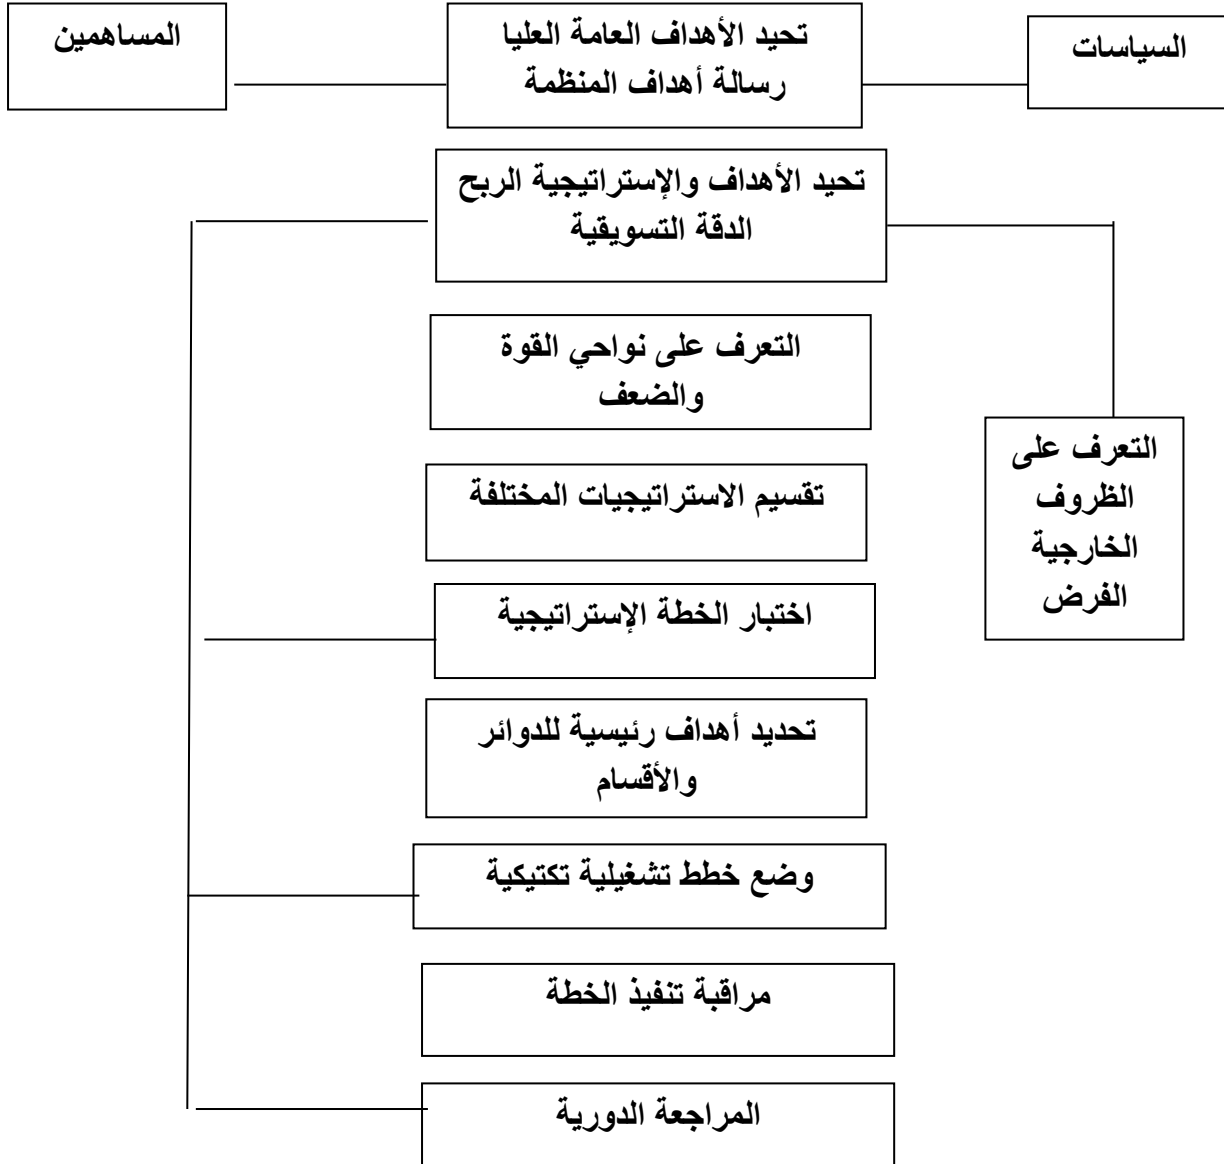 السياسات
تحيد الأهداف العامة العليا
رسالة أهداف المنظمة
المساهمين
تحيد الأهداف والإستراتيجية الربح
الدقة التسويقية
التعرف على نواحي القوة
والضعف
التعرف على
الظروف
الخارجية
الفرض
تقسيم الاستراتيجيات المختلفة
اختبار الخطة الإستراتيجية
تحديد أهداف رئيسية للدوائر
والأقسام
وضع خطط تشغيلية تكتيكية
مراقبة تنفيذ الخطة
المراجعة الدورية